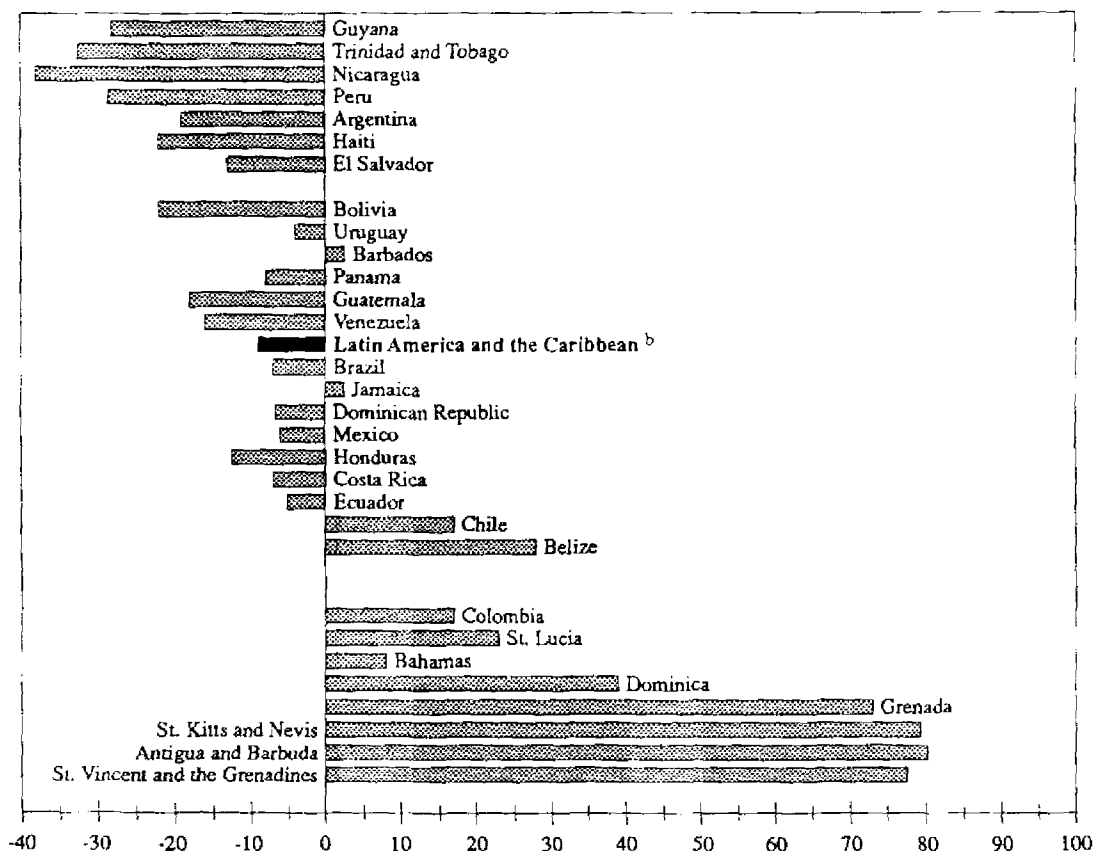 Guyana
Trinidad and Tobago
Nicaragua
Peru
Argentina
Haiti
El Salvador
Bolivia
Uruguay
Barbados
Panama
Guatemala
Venezuela
Latin America and the Caribbean b
Brazil
Jamaica
Dominican Republic
Mexico
Honduras
Costa Rica
Ecuador
Chile
Belize
Colombia
St. Lucia
Bahamas
Dominica
Grenada
St. Kitts and Nevis
Antigua and Barbuda
St. Vincent and the Grenadines
-40 -30 -20 -10 0 10 20 30 40 50 60 70 80 90 100